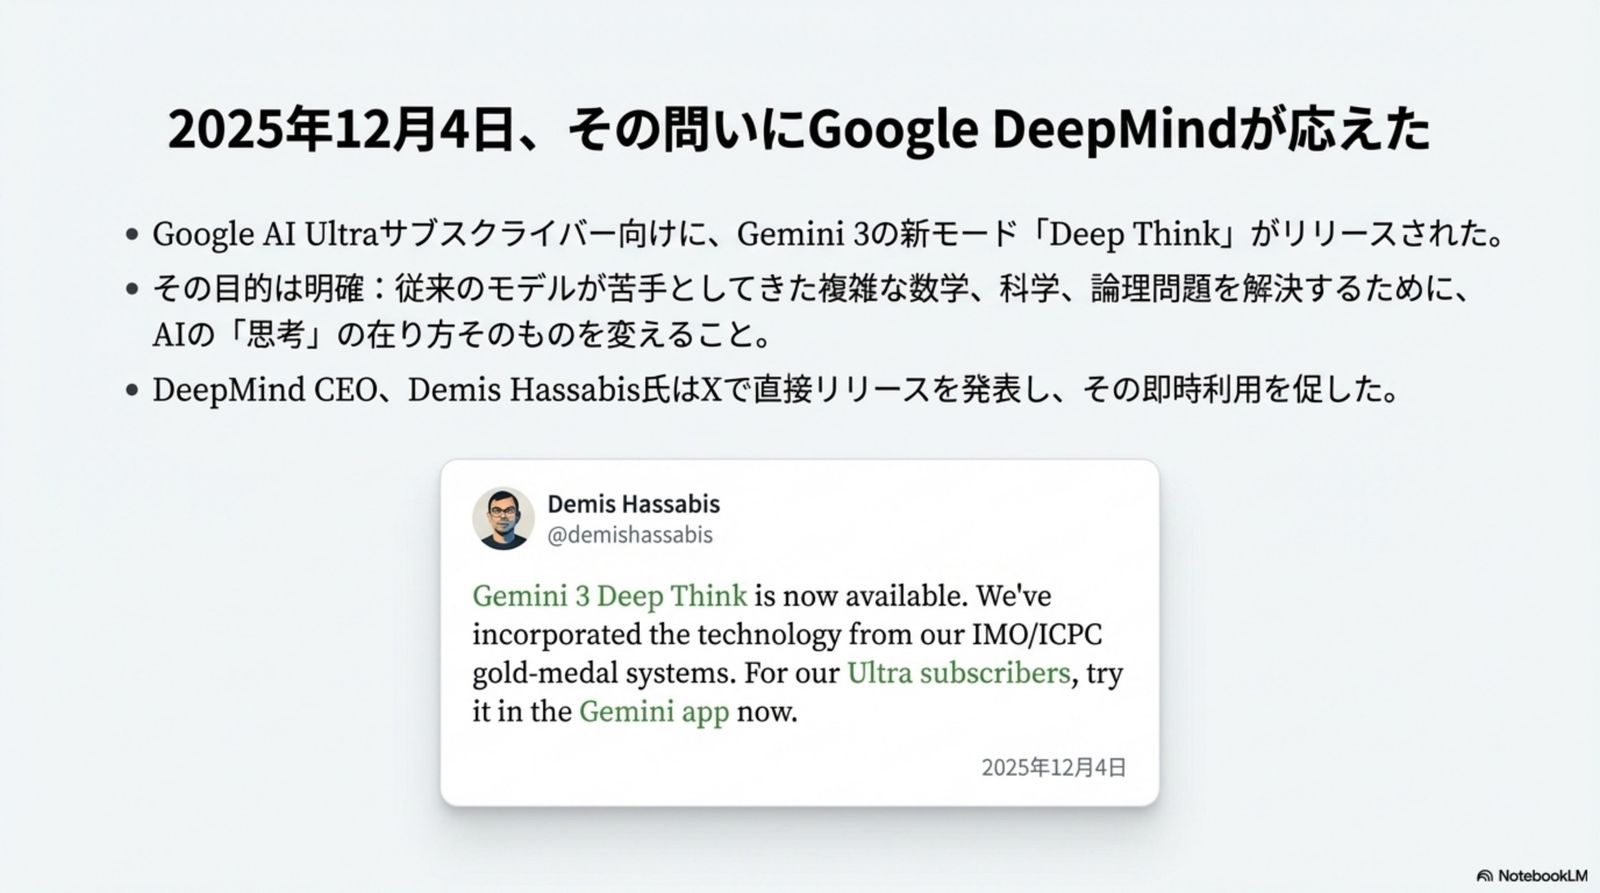 2025年12月4日、その問いにGoogle DeepMindが応えた
• Google AI Ultraサブスクライバー向けに、Gemini 3の新モード「Deep Think」がリリースされた。
• その目的は明確：従来のモデルが苦手としてきた複雑な数学、科学、論理問題を解決するために、
AIの「思考」の在り方そのものを変えること。
• DeepMind CEO、Demis Hassabis氏はXで直接リリースを発表し、その即時利用を促した。
Demis Hassabis
@demishassabis
Gemini 3 Deep Think is now available. We've
incorporated the technology from our IMO/ICPC
gold-medal systems. For our Ultra subscribers, try
it in the Gemini app now.
2025年12月4日
NotebookLM